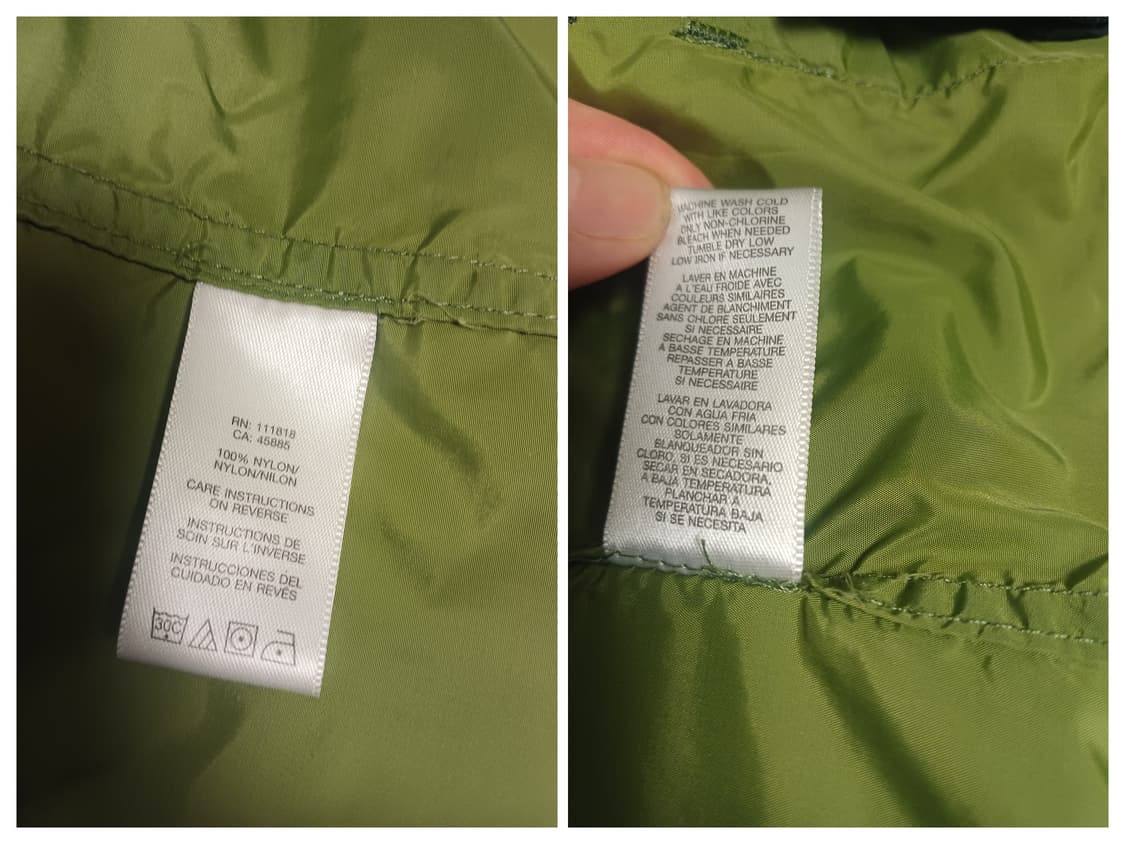 RN: 111818
CA: 45885
100% NYLON/
NYLON/NILON
CARE INSTRUCTIONS
ON REVERSE
INSTRUCTIONS DE
SOIN SUR L'INVERSE
INSTRUCCIONES DEL
CUIDADO EN REVÉS
30C
MACHINE WASH COLD
WITH LIKE COLORS
ONLY NON-CHLORINE
BLEACH WHEN NEEDED
TUMBLE DRY LOW
LOW IRON IF NECESSARY
LAVER EN MACHINE
A L'EAU FROIDE AVEC
COULEURS SIMILAIRES
AGENT DE BLANCHIMENT
SANS CHLORE SEULEMENT
SI NECESSAIRE
SECHAGE EN MACHINE
A BASSE TEMPERATURE
REPASSER A BASSE
TEMPERATURE
SI NECESSAIRE
LAVAR EN LAVADORA
CON AGUA FRIA
CON COLORES SIMILARES
SOLAMENTE
BLANQUEADOR SIN
CLORO, SI ES NECESARIO
SECAR EN SECADORA,
A BAJA TEMPERATURA
PLANCHAR A
TEMPERATURA BAJA
SI SE NECESITA